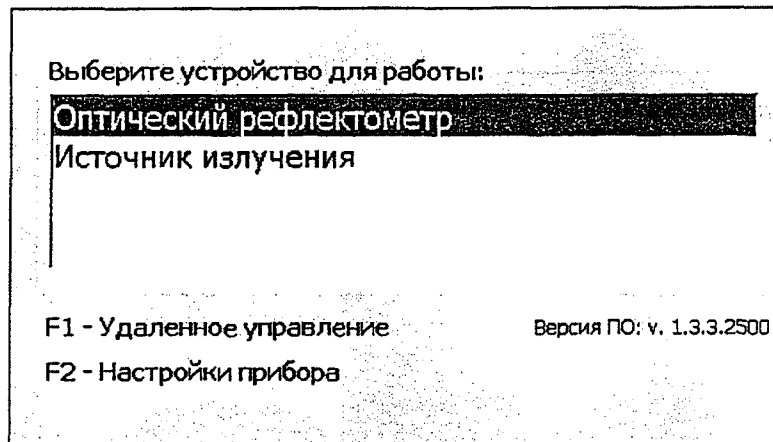 Выберите устройство для работы:
Оптический рефлектометр
Источник излучения
F1 - Удаленное управление
Версия ПО: v. 1.3.3.2500
F2 - Настройки прибора